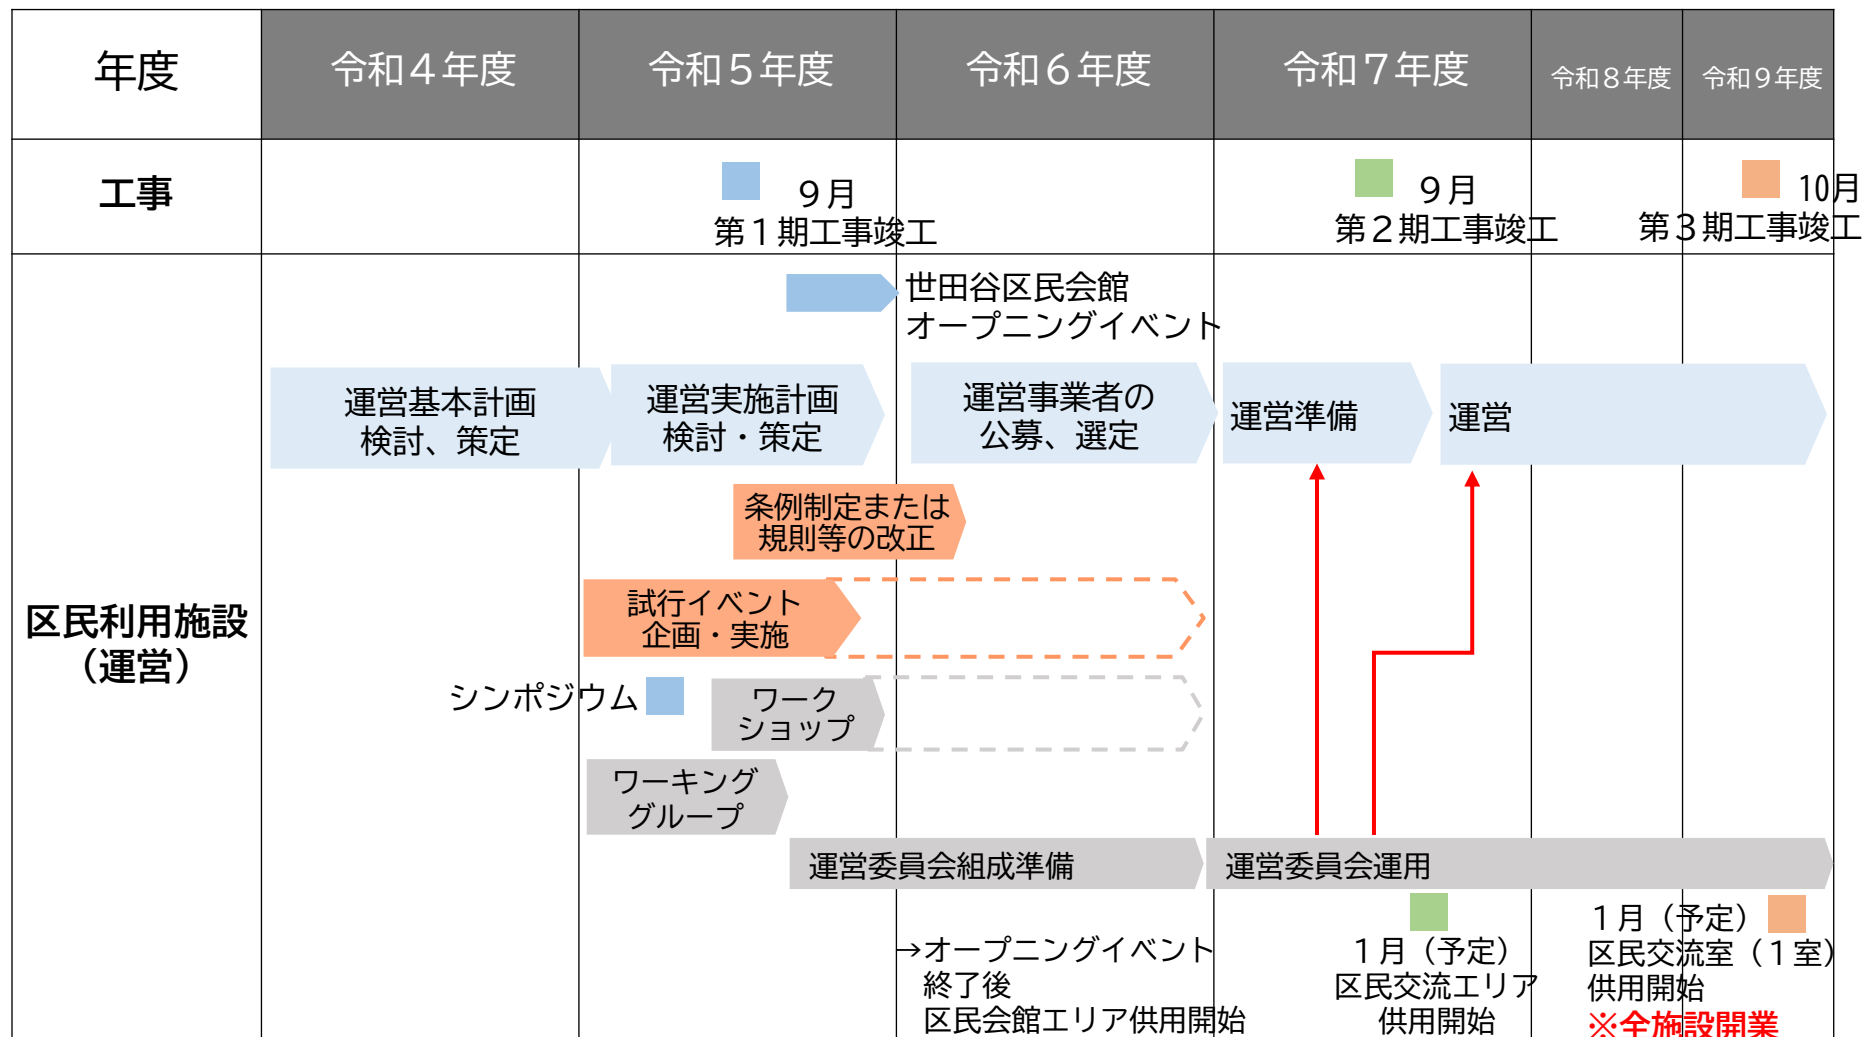 年度
令和４年度
令和５年度
令和６年度
令和７年度
令和８年度
令和９年度
工事
９月
第１期工事竣工
９月
第２期工事竣工
10月
第３期工事竣工
区民利用施設
（運営）
世田谷区民会館
オープニングイベント
運営基本計画
検討、策定
運営実施計画
検討・策定
運営事業者の
公募、選定
運営準備
運営
条例制定または
規則等の改正
試行イベント
企画・実施
シンポジウム
ワーク
ショップ
ワーキング
グループ
運営委員会組成準備
運営委員会運用
→オープニングイベント
終了後
区民会館エリア供用開始
１月（予定）
区民交流エリア
供用開始
１月（予定）
区民交流室（１室）
供用開始
※全施設開業